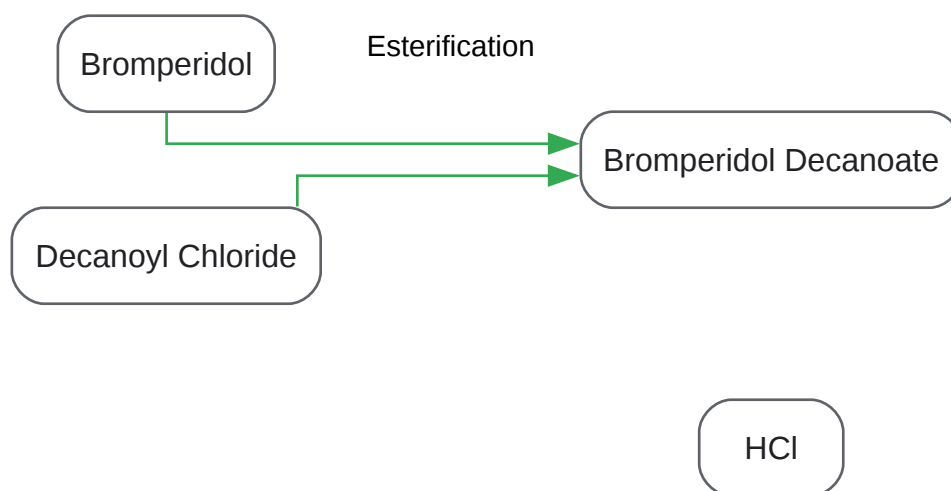 Esterification
Bromperidol
Bromperidol Decanoate
Decanoyl Chloride
HCl